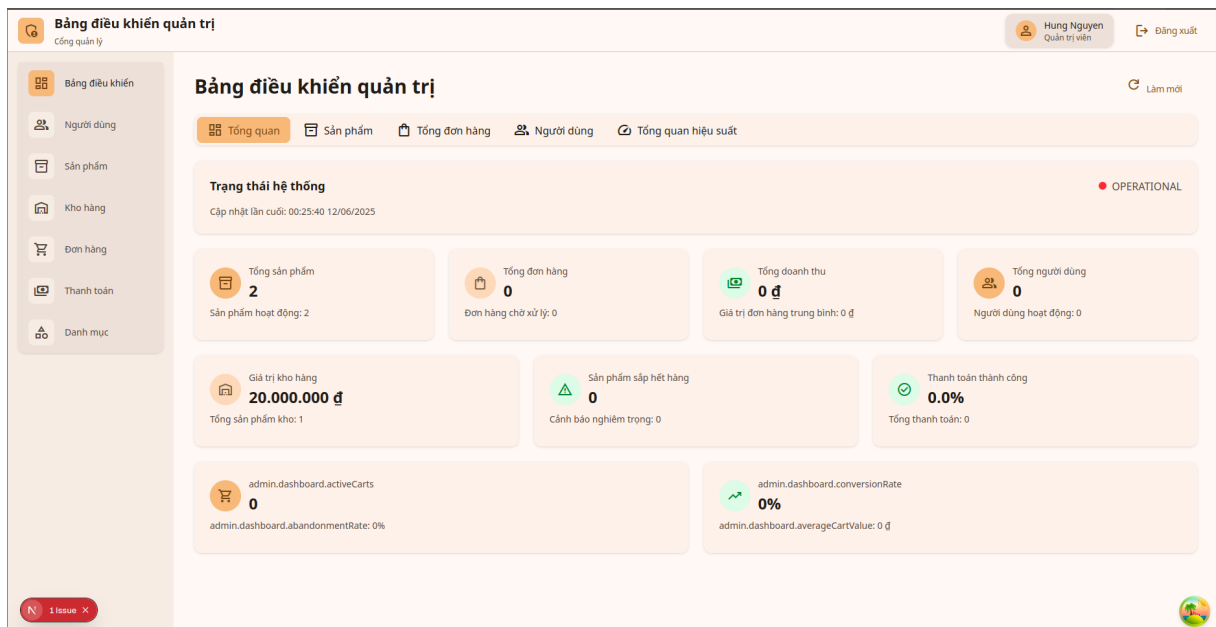 Bảng điều khiển quản trị
Cổng quản lý
Hung Nguyen
Quản trị viên
Đăng xuất
Bảng điều khiển
Người dùng
Sản phẩm
Kho hàng
Đơn hàng
Thanh toán
Danh mục
Bảng điều khiển quản trị
Làm mới
Tổng quan
Sản phẩm
Tổng đơn hàng
Người dùng
Tổng quan hiệu suất
Trạng thái hệ thống
OPERATIONAL
Cập nhật lần cuối: 00:25:40 12/06/2025
Tổng sản phẩm
2
Sản phẩm hoạt động: 2
Tổng đơn hàng
0
Đơn hàng chờ xử lý: 0
Tổng doanh thu
0 ₫
Giá trị đơn hàng trung bình: 0 ₫
Tổng người dùng
0
Người dùng hoạt động: 0
Giá trị kho hàng
20.000.000 ₫
Tổng sản phẩm kho: 1
Sản phẩm sắp hết hàng
0
Cảnh báo nghiêm trọng: 0
Thanh toán thành công
0.0%
Tổng thanh toán: 0
admin.dashboard.activeCarts
0
admin.dashboard.abandonmentRate: 0%
admin.dashboard.conversionRate
0%
admin.dashboard.averageCartValue: 0 ₫
N 1 Issue